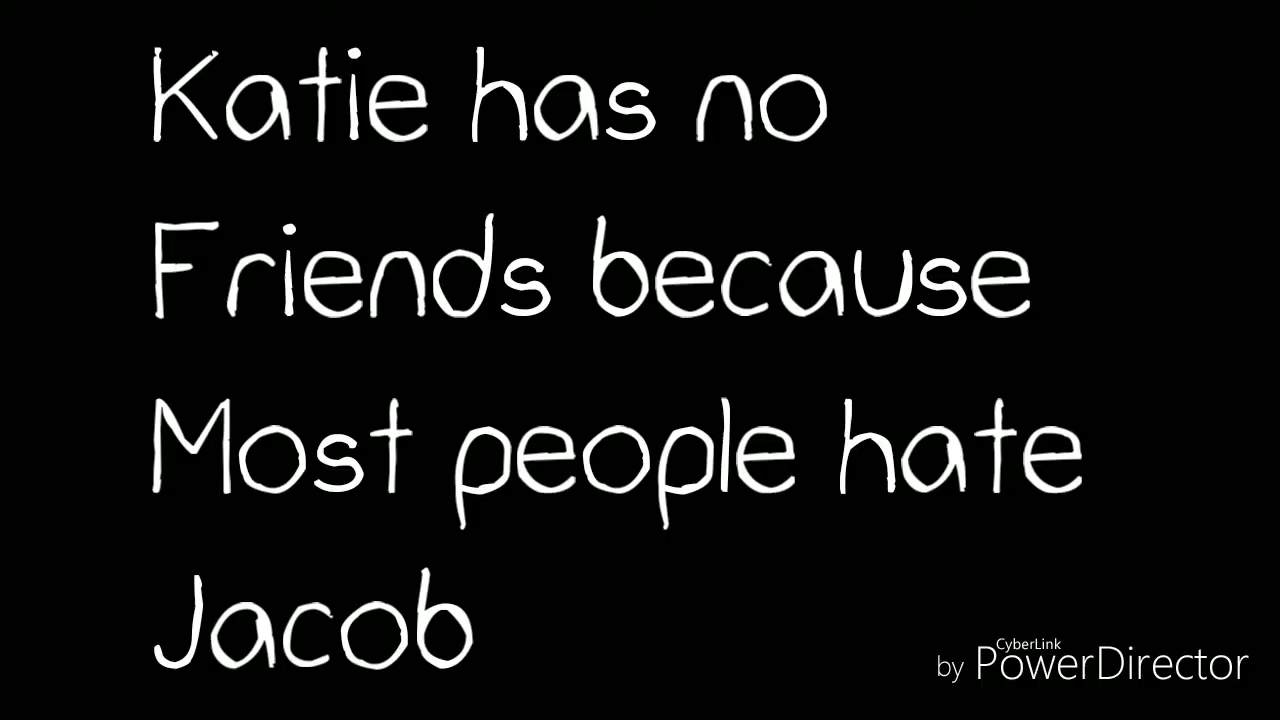 Katie has no
Friends because
Most people hate
Jacob
by CyberLink PowerDirector